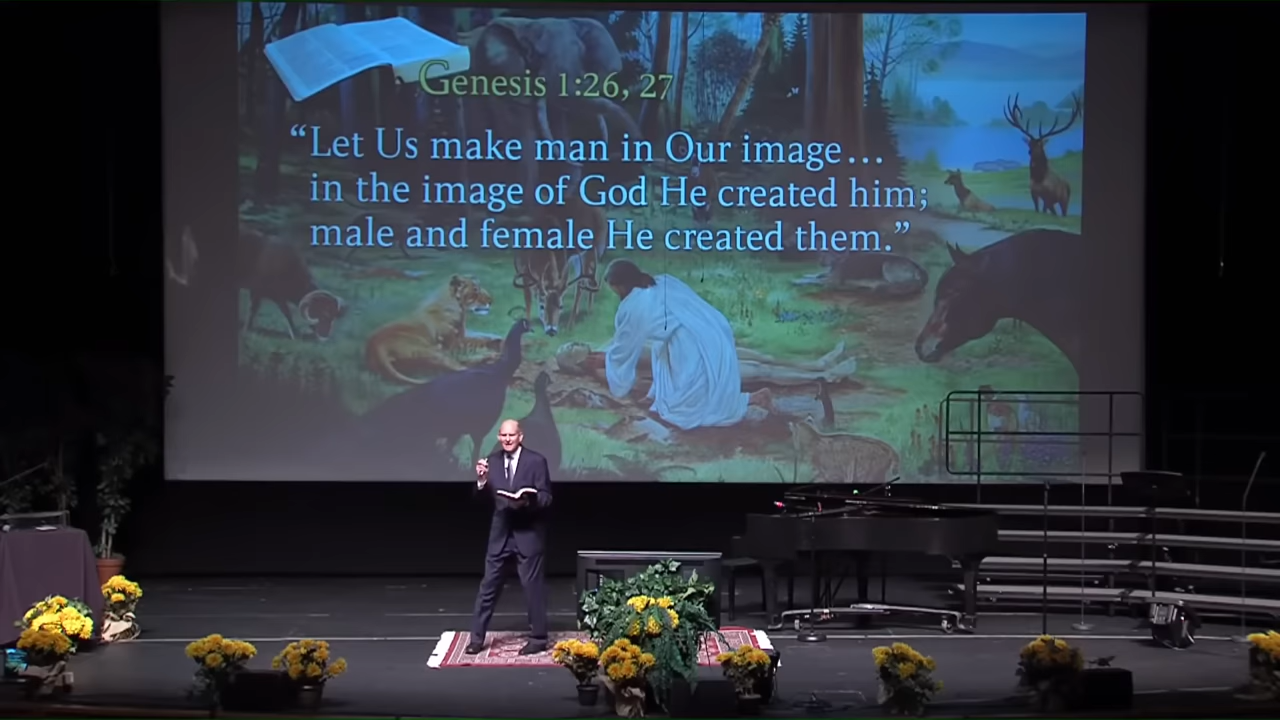 Genesis 1:26, 27
“Let Us make man in Our image...
in the image of God He created him;
male and female He created them.”